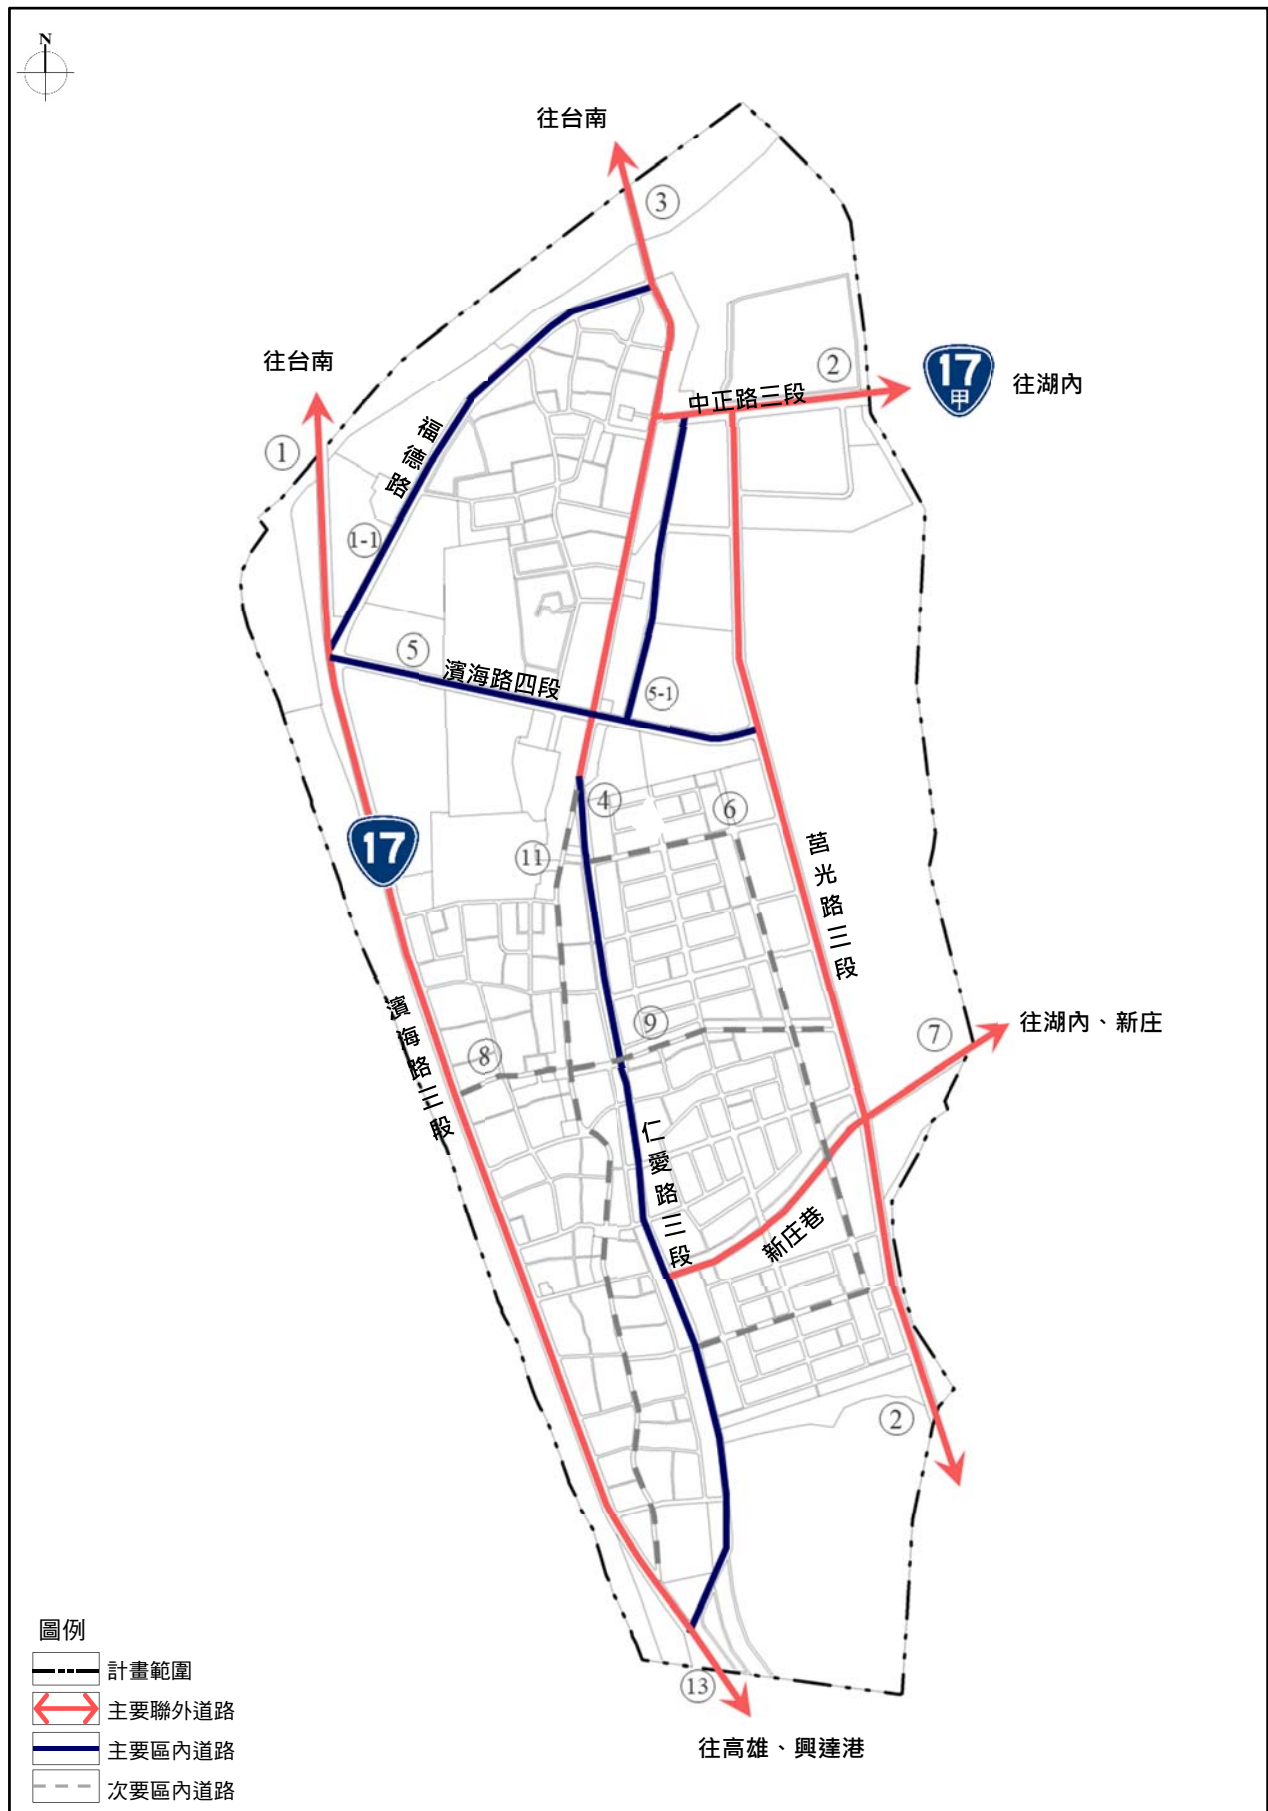 N
往台南
③
往台南
②
17
甲
往湖內
中正路三段
①
福德路
1-1
⑤
濱海路四段
5-1
④
⑥
17
⑪
莒光路三段
濱海路三段
⑨
⑧
⑦
往湖內、新庄
仁愛路三段
新庄巷
②
⑬
往高雄、興達港
圖例
計畫範圍
主要聯外道路
主要區內道路
次要區內道路